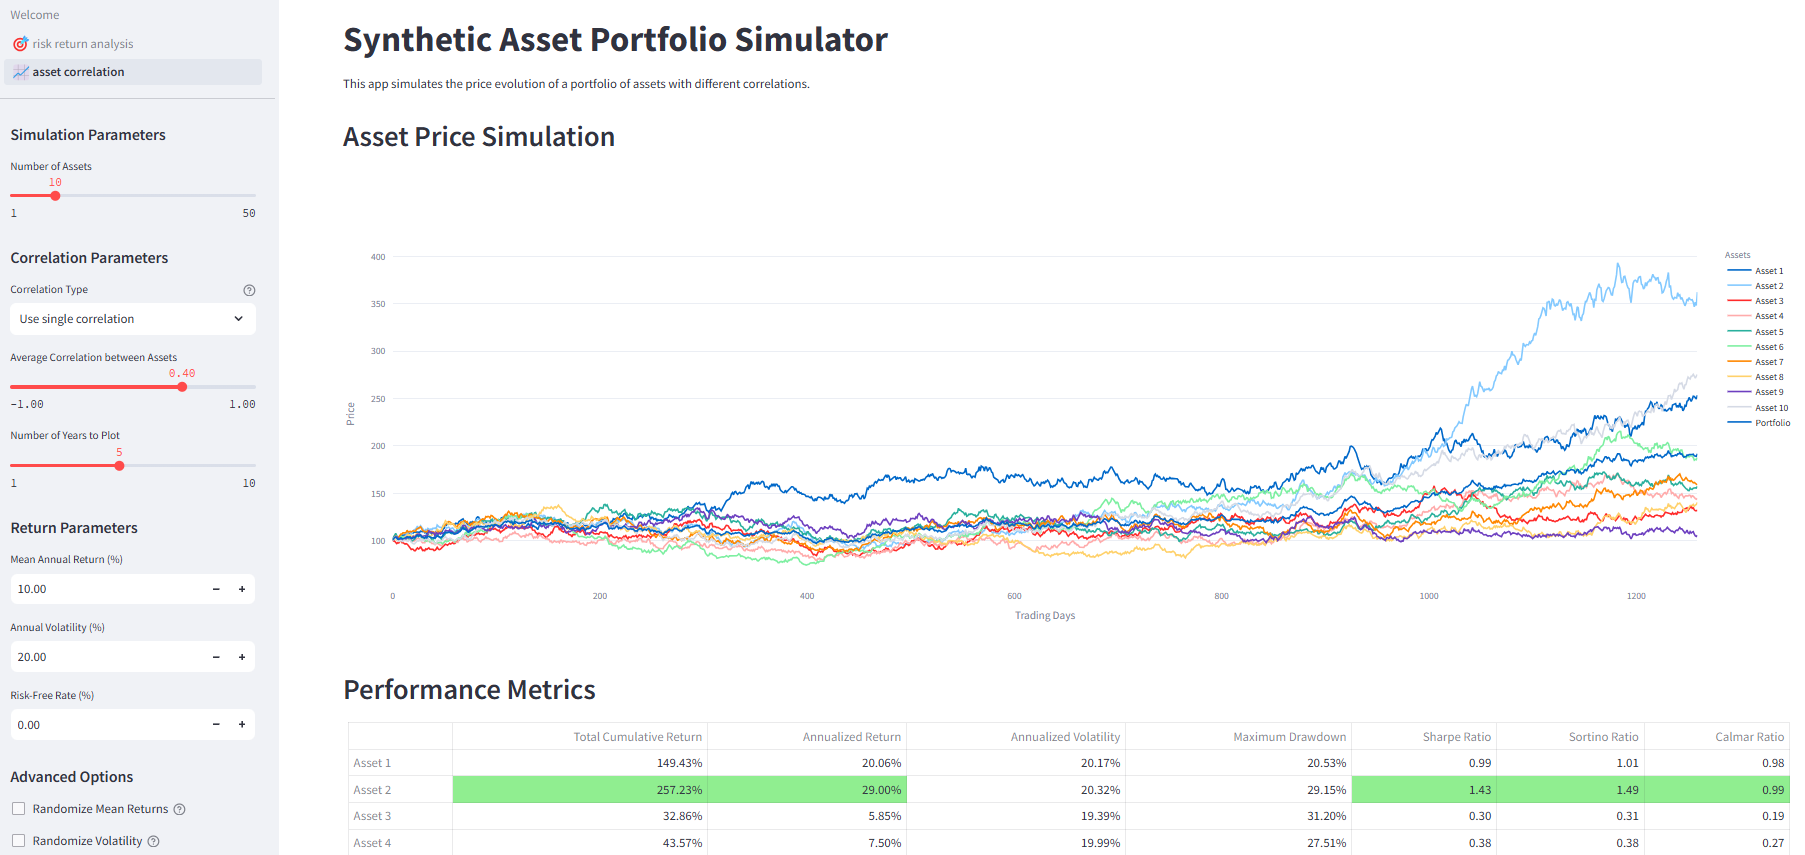 Welcome
risk return analysis
asset correlation
Simulation Parameters
Number of Assets
10
1 50
Correlation Parameters
Correlation Type
Use single correlation
Average Correlation between Assets
0.40
-1.00 1.00
Number of Years to Plot
5
1 10
Return Parameters
Mean Annual Return (%)
10.00 - +
Annual Volatility (%)
20.00 - +
Risk-Free Rate (%)
0.00 - +
Advanced Options
Randomize Mean Returns
Randomize Volatility
Synthetic Asset Portfolio Simulator
This app simulates the price evolution of a portfolio of assets with different correlations.
Asset Price Simulation
400
350
300
250
200
150
100
Price
0 200 400 600 800 1000 1200
Trading Days
Assets
Asset 1
Asset 2
Asset 3
Asset 4
Asset 5
Asset 6
Asset 7
Asset 8
Asset 9
Asset 10
Portfolio
Performance Metrics
Total Cumulative Return Annualized Return Annualized Volatility Maximum Drawdown Sharpe Ratio Sortino Ratio Calmar Ratio
Asset 1 149.43% 20.06% 20.17% 20.53% 0.99 1.01 0.98
Asset 2 257.23% 29.00% 20.32% 29.15% 1.43 1.49 0.99
Asset 3 32.86% 5.85% 19.39% 31.20% 0.30 0.31 0.19
Asset 4 43.57% 7.50% 19.99% 27.51% 0.38 0.38 0.27